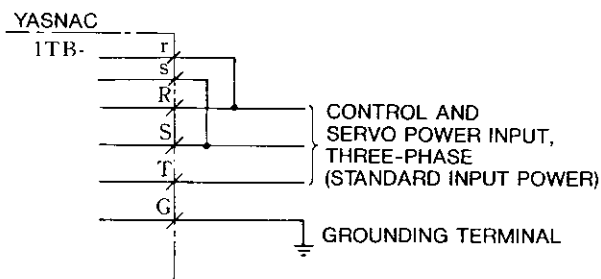 YASNAC
1TB-
r
s
R
S
T
G
CONTROL AND
SERVO POWER INPUT,
THREE-PHASE
(STANDARD INPUT POWER)
GROUNDING TERMINAL